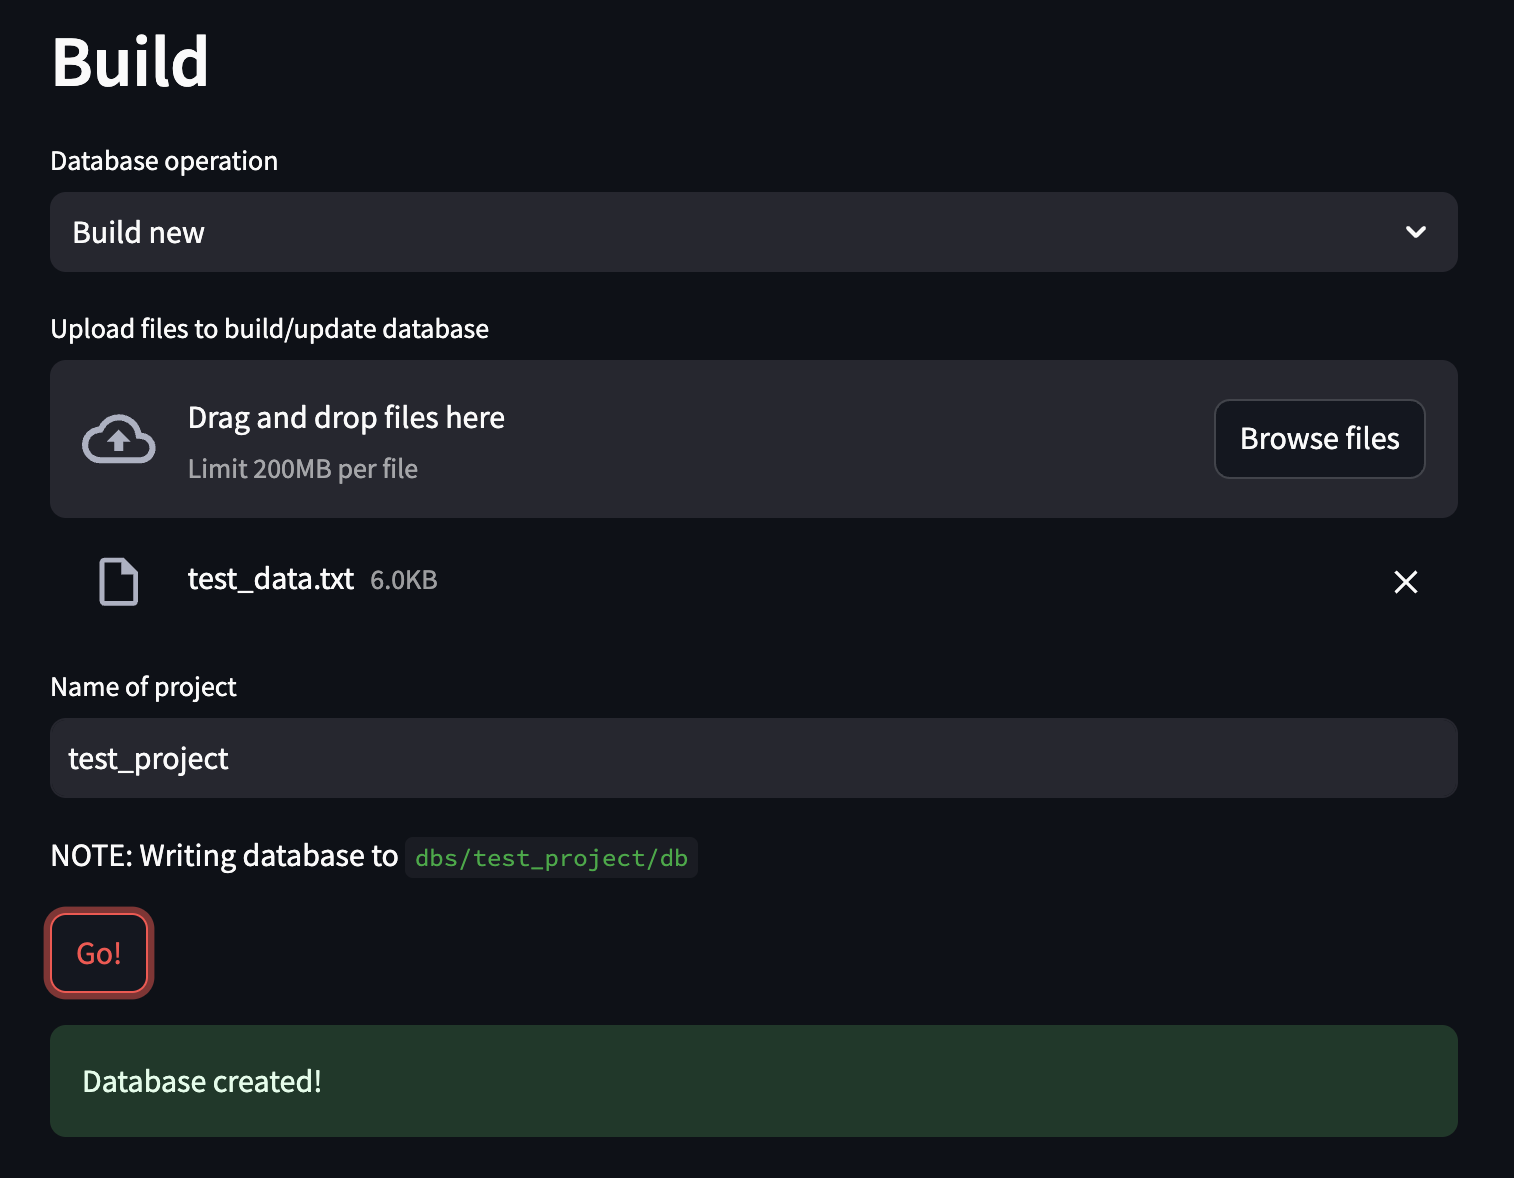 Build
Database operation
Build new
Upload files to build/update database
Drag and drop files here
Limit 200MB per file
Browse files
test_data.txt 6.0KB
Name of project
test_project
NOTE: Writing database to dbs/test_project/db
Go!
Database created!